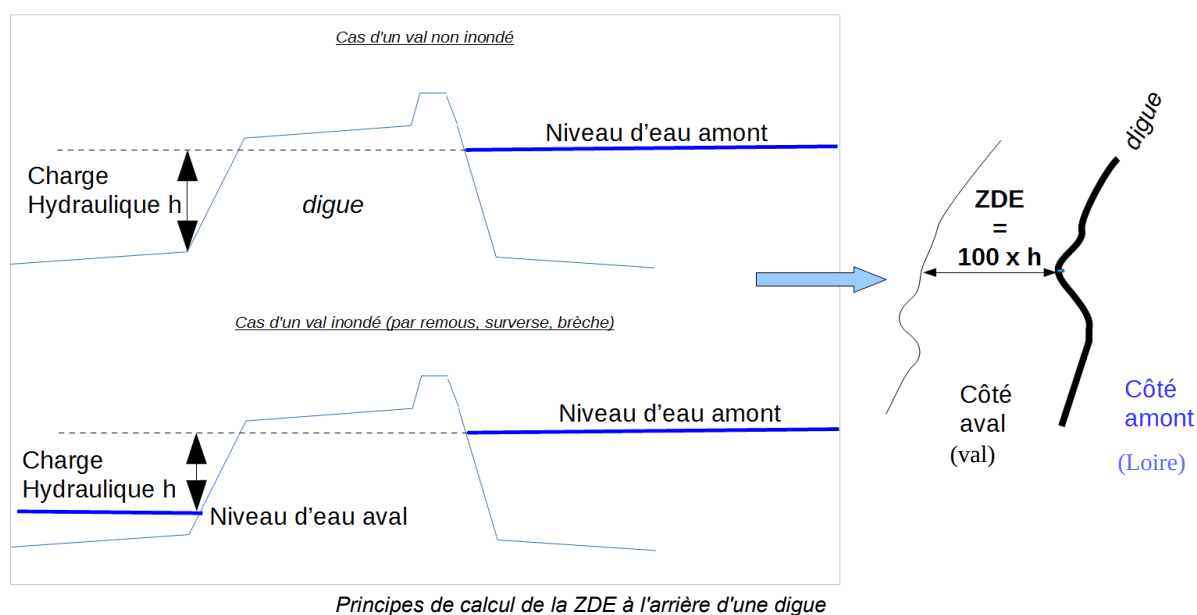 Cas d'un val non inondé
Niveau d'eau amont
Charge
Hydraulique h
digue
Cas d'un val inondé (par remous, surverse, brèche)
Niveau d'eau amont
Charge
Hydraulique h
Niveau d'eau aval
digue
ZDE
=
100 x h
Côté
aval
(val)
Côté
amont
(Loire)
Principes de calcul de la ZDE à l'arrière d'une digue